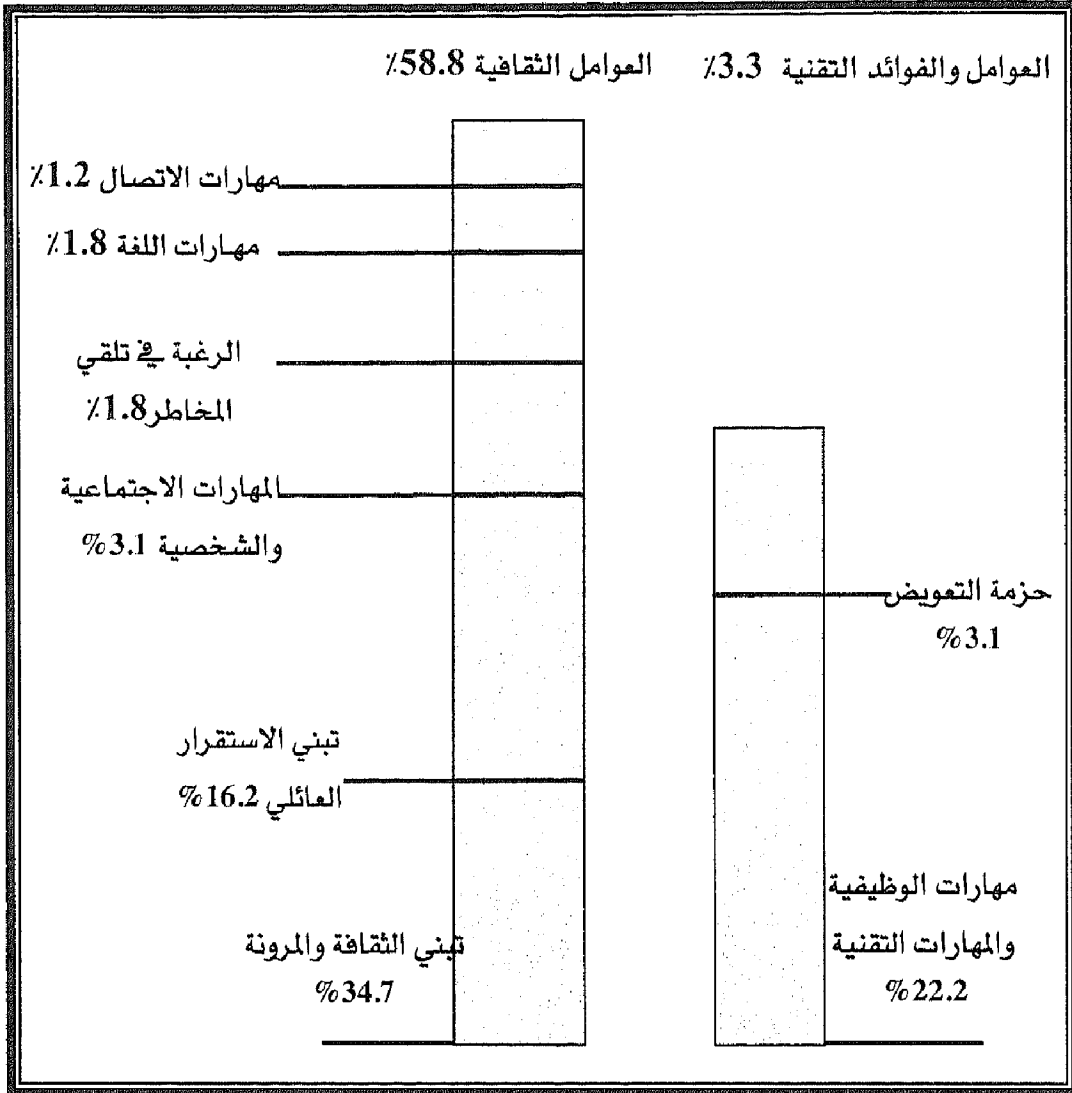 العوامل والفوائد التقنية 3.3٪
العوامل الثقافية 58.8٪
مهارات الاتصال 1.2٪
مهارات اللغة 1.8٪
الرغبة في تلقي
المخاطر 1.8٪
المهارات الاجتماعية
والشخصية 3.1%
حزمة التعويض
3.1%
تبني الاستقرار
العائلي 16.2%
مهارات الوظيفية
والمهارات التقنية
22.2%
تبني الثقافة والمرونة
34.7%